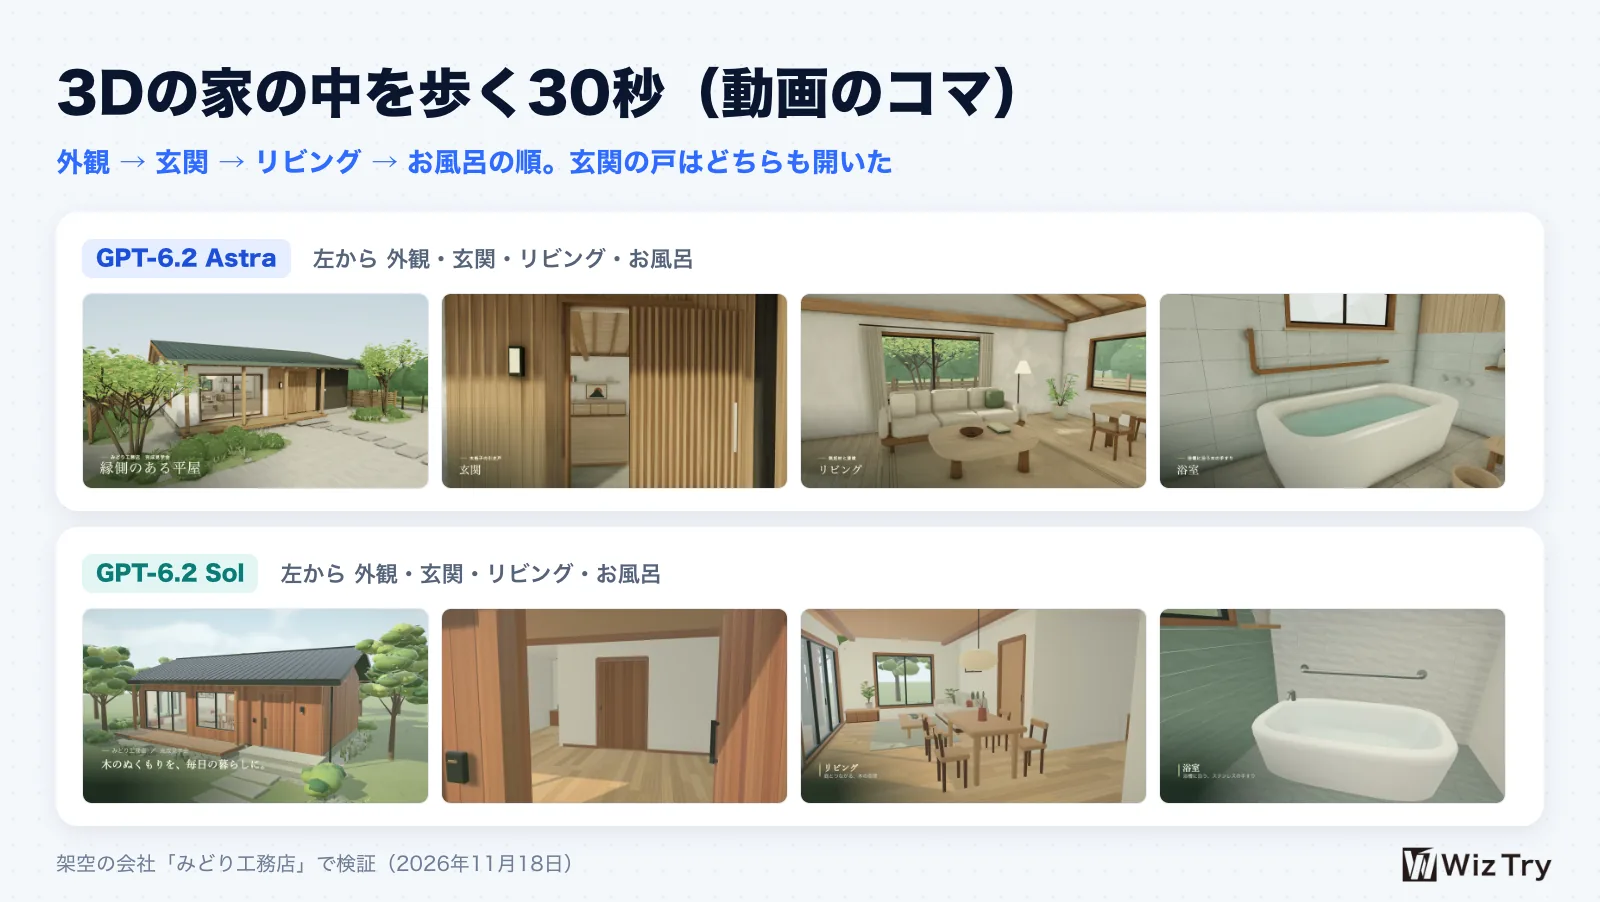 3Dの家の中を歩く30秒（動画のコマ）
外観 → 玄関 → リビング → お風呂の順。玄関の戸はどちらも開いた
GPT-6.2 Astra 左から 外観・玄関・リビング・お風呂
縁側のある平屋
玄関
リビング
浴室
GPT-6.2 Sol 左から 外観・玄関・リビング・お風呂
木のぬくもりを、毎日の暮らしに。
リビング
浴室
架空の会社「みどり工務店」で検証（2026年11月18日）
Wiz Try